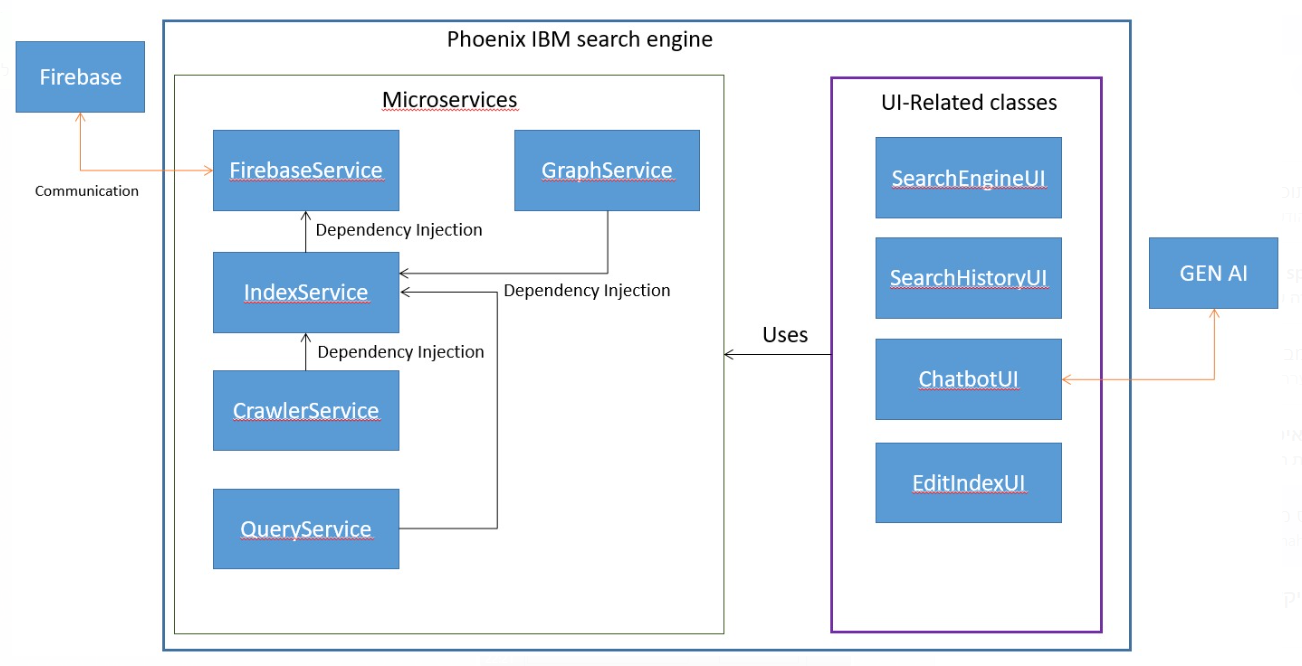 Phoenix IBM search engine
Firebase
Communication
Microservices
FirebaseService
GraphService
Dependency Injection
IndexService
Dependency Injection
Dependency Injection
CrawlerService
QueryService
Uses
UI-Related classes
SearchEngineUI
SearchHistoryUI
ChatbotUI
EditIndexUI
GEN AI